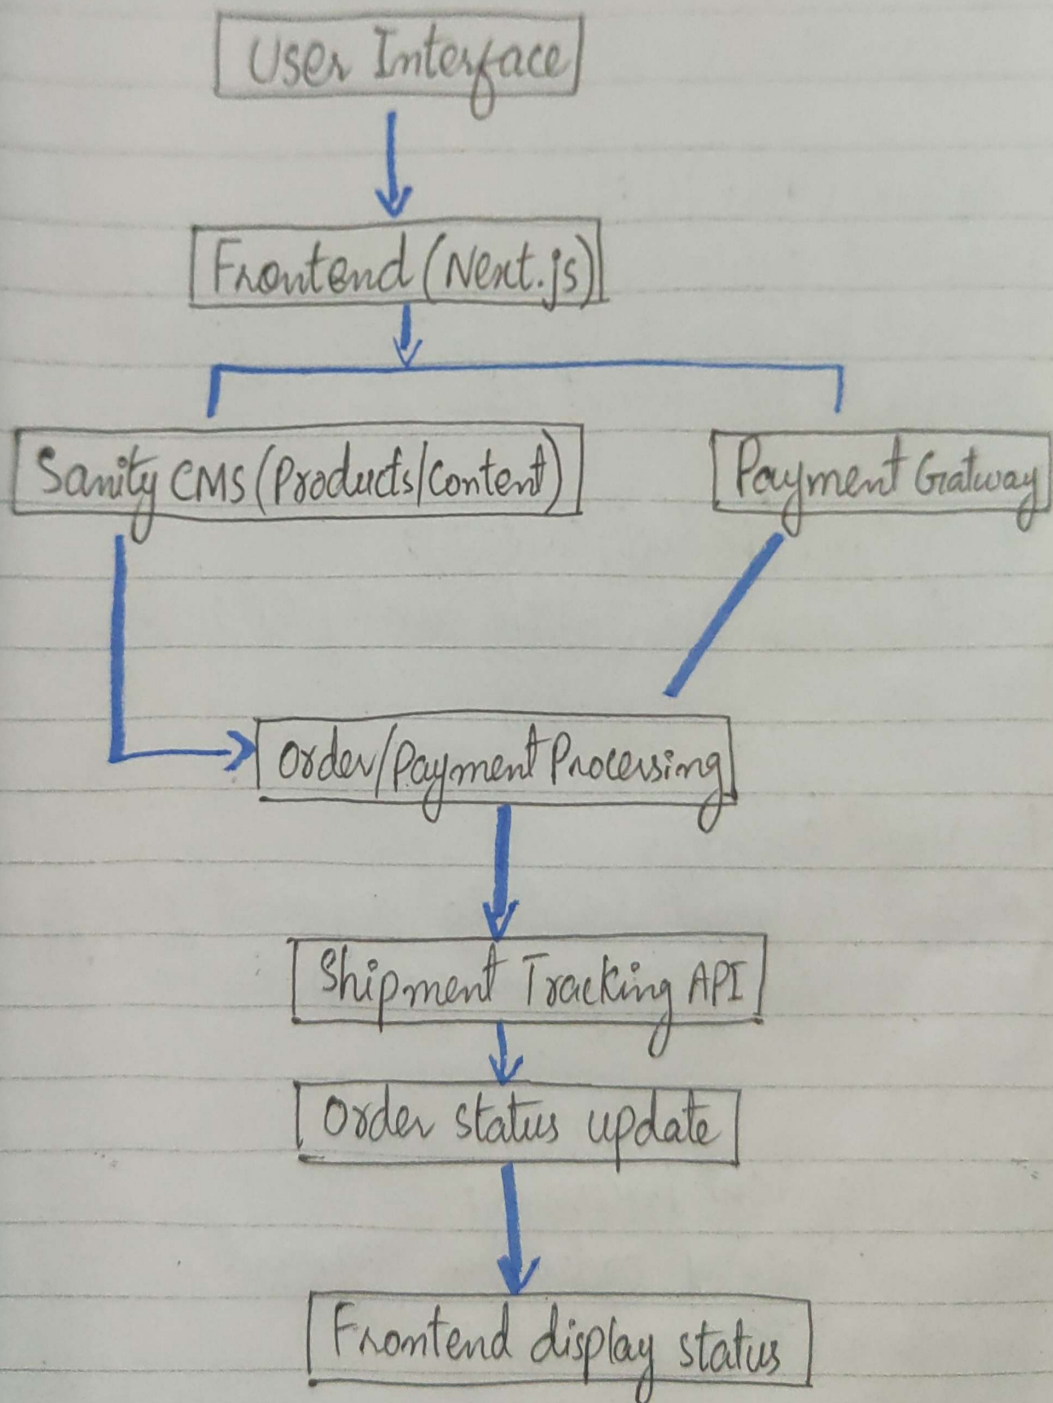 User Interface
Frontend (Next.js)
Sanity CMS (Products/Content)
Payment Gatway
Order/Payment Processing
Shipment Tracking API
Order status update
Frontend display status